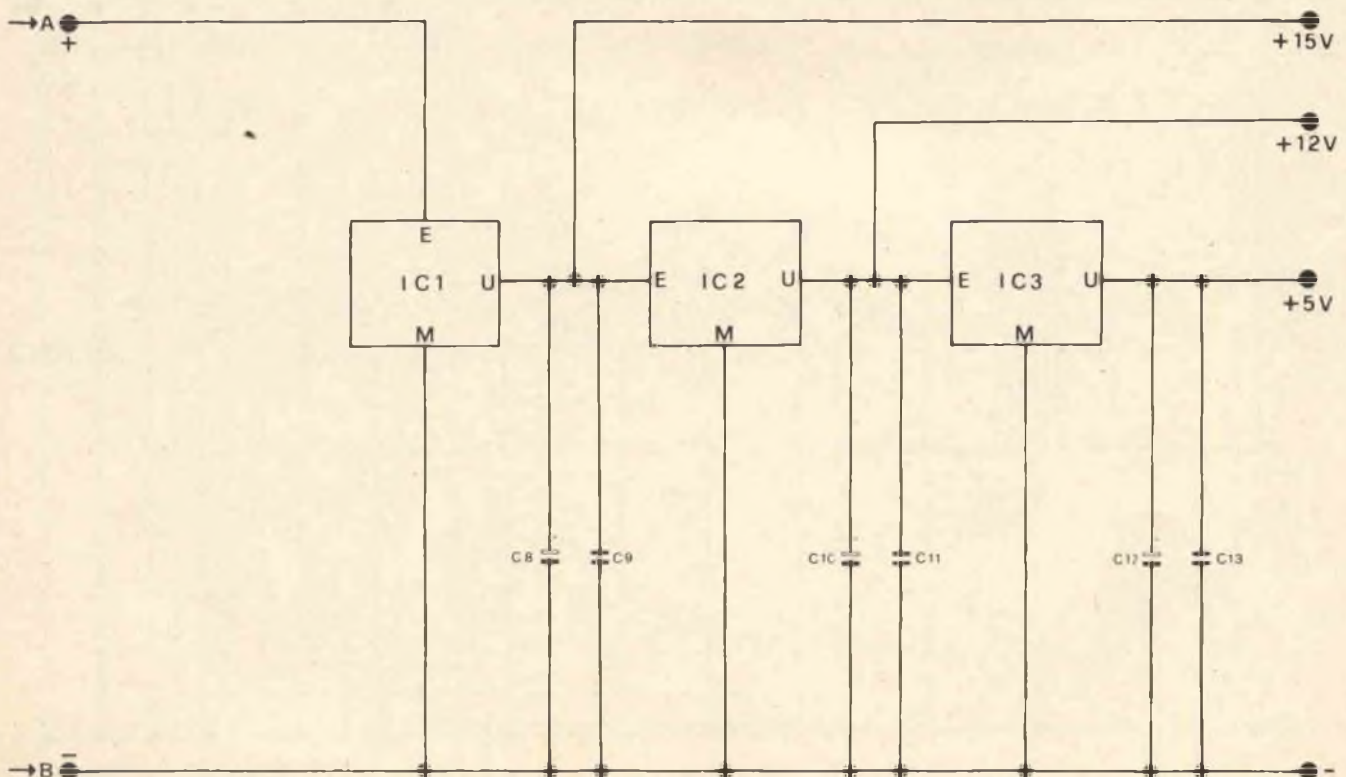 →A
+
+15V
+12V
E
IC1 U
M
E IC2 U
M
E IC3 U
M
+5V
C8
C9
C10
C11
C12
C13
→B
-
-